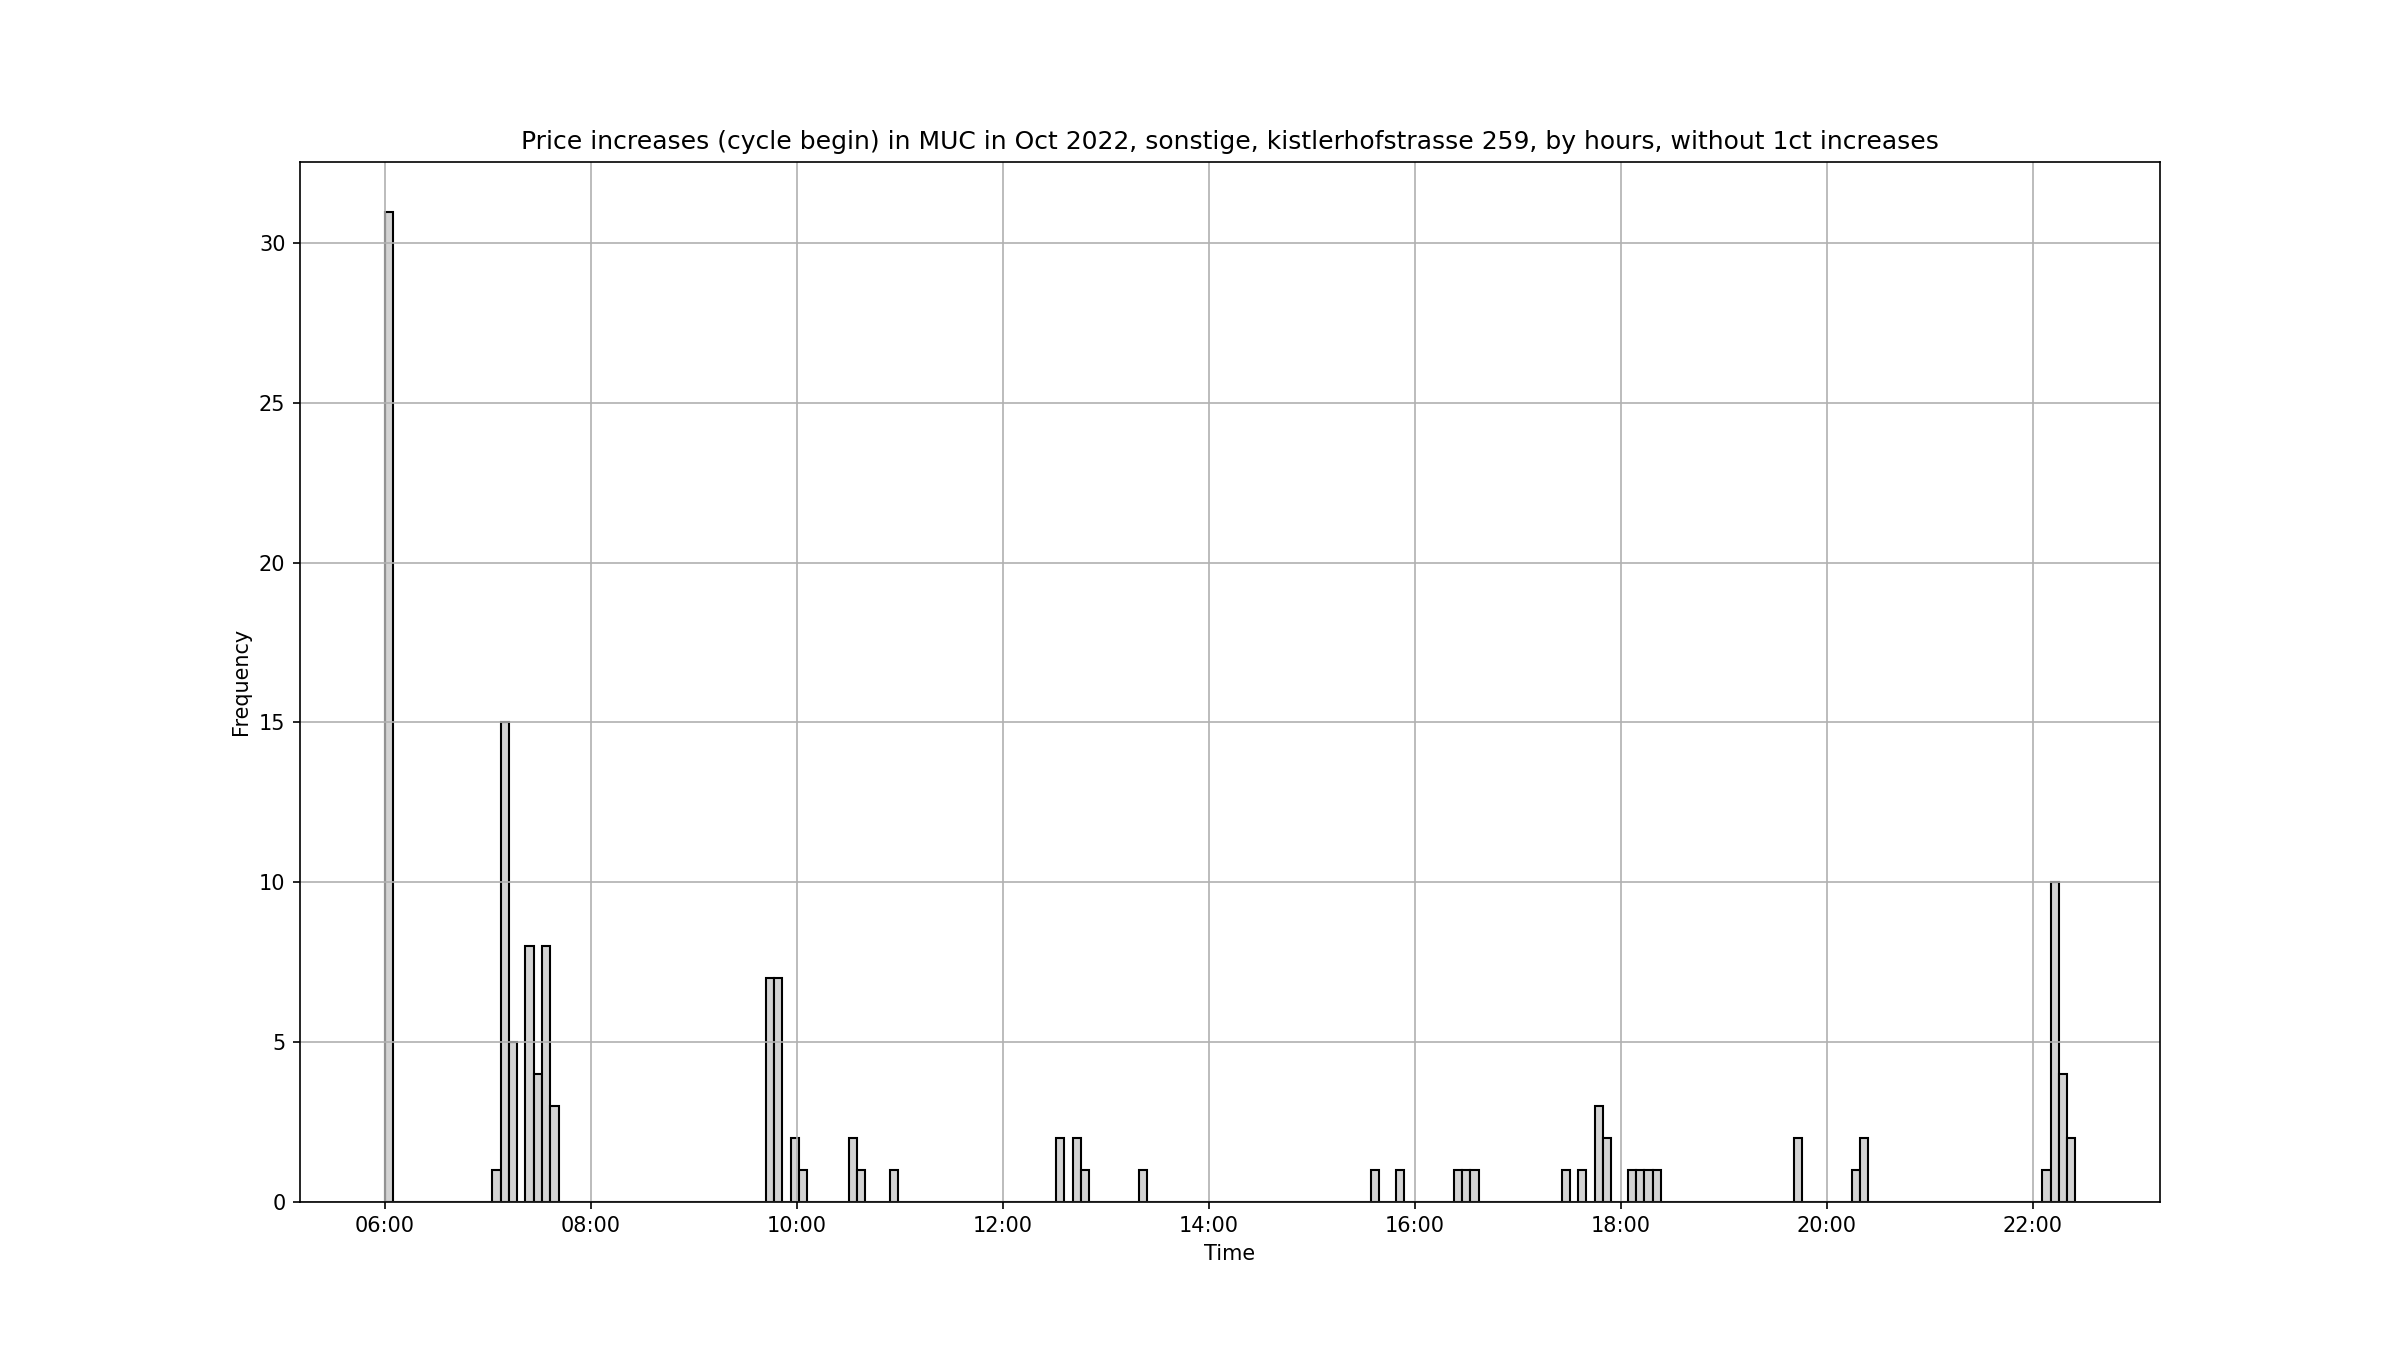 Price increases (cycle begin) in MUC in Oct 2022, sonstige, kistlerhofstrasse 259, by hours, without 1ct increases
30
25
20
15
10
5
0
Frequency
06:00 08:00 10:00 12:00 14:00 16:00 18:00 20:00 22:00
Time